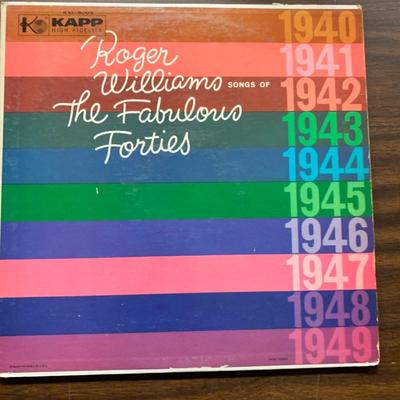 KAPP
HIGH FIDELITY
Roger
Williams SONGS OF
The Fabulous
Forties
1940
1941
1942
1943
1944
1945
1946
1947
1948
1949